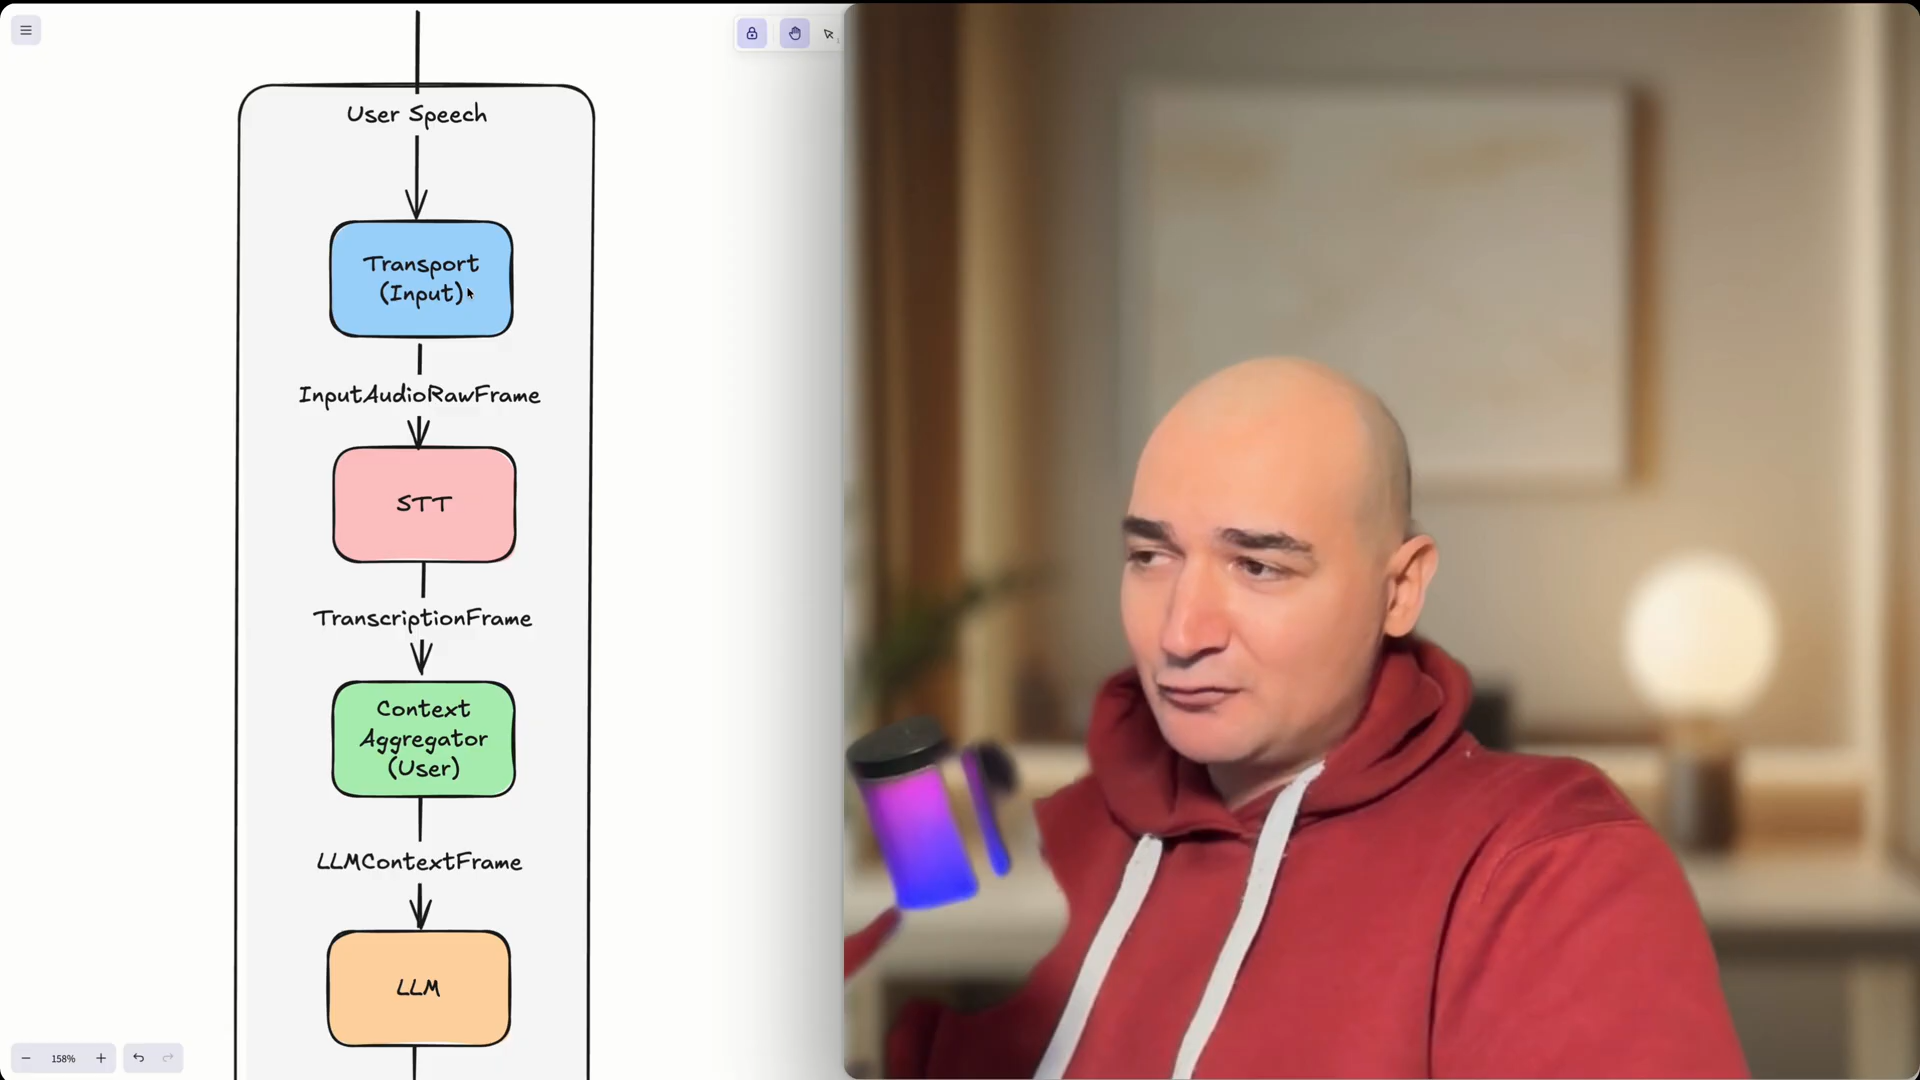 User Speech
Transport
(Input)
InputAudioRawFrame
STT
TranscriptionFrame
Context
Aggregator
(User)
LLMContextFrame
LLM
158%